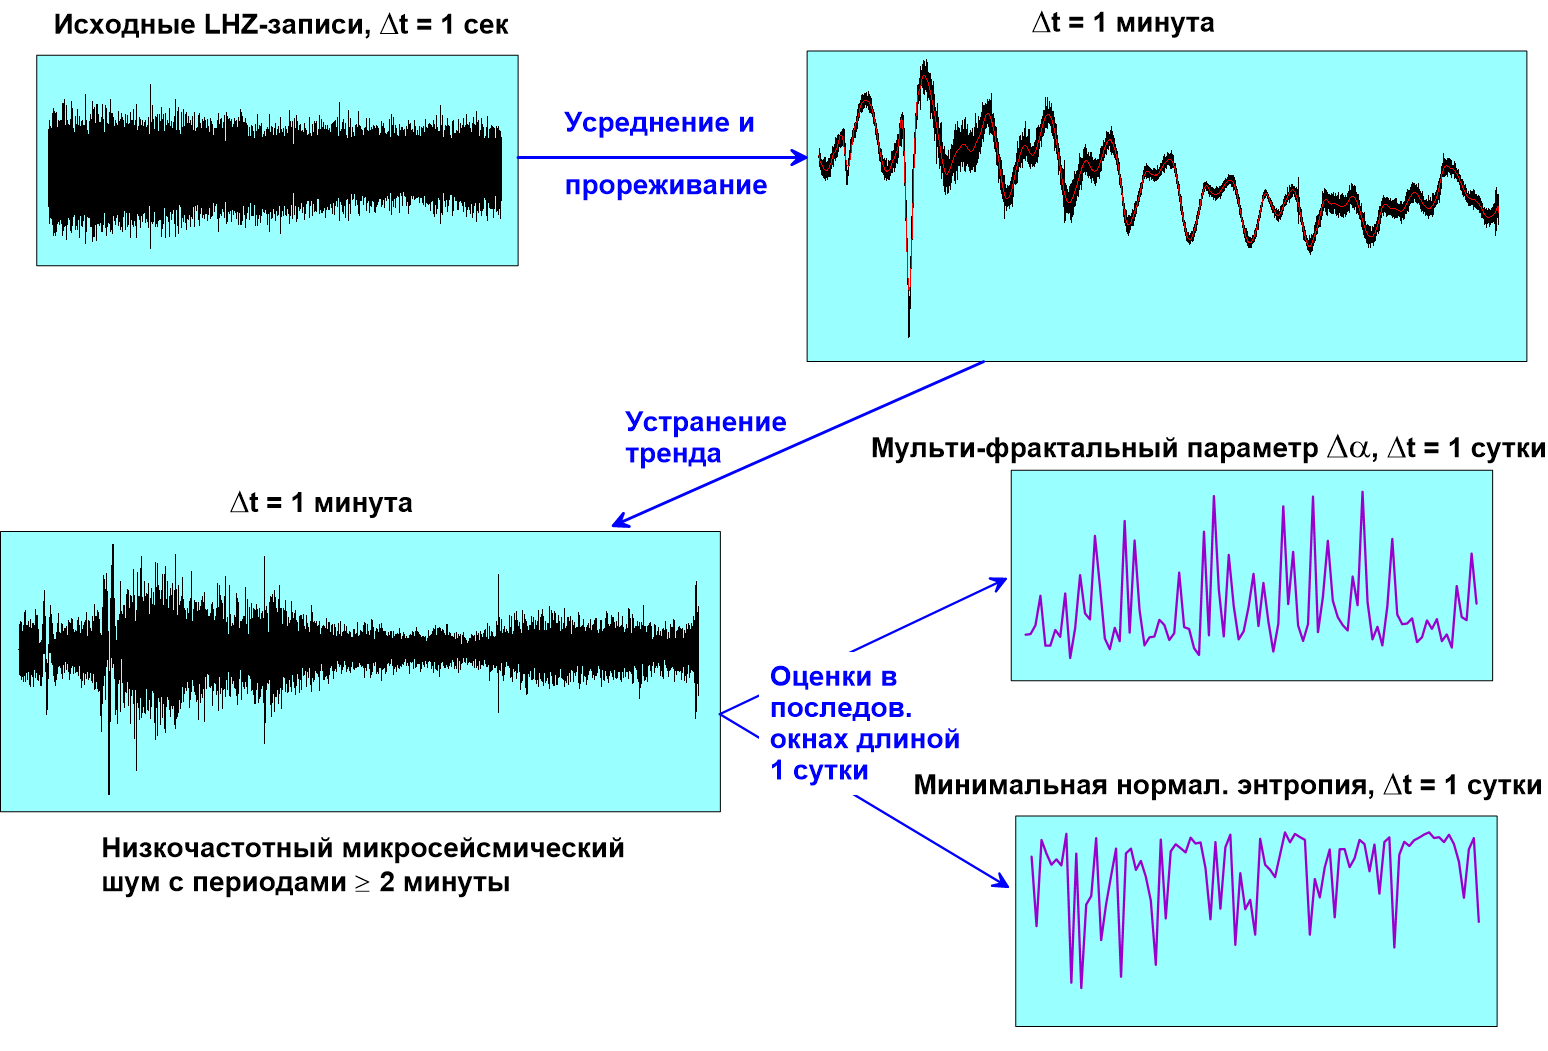 Исходные LHZ-записи, Δt = 1 сек
Δt = 1 минута
Усреднение и
прореживание
Устранение
тренда
Мульти-фрактальный параметр Δα, Δt = 1 сутки
Δt = 1 минута
Оценки в
последов.
окнах длиной
1 сутки
Минимальная нормал. энтропия, Δt = 1 сутки
Низкочастотный микросейсмический
шум с периодами ≥ 2 минуты